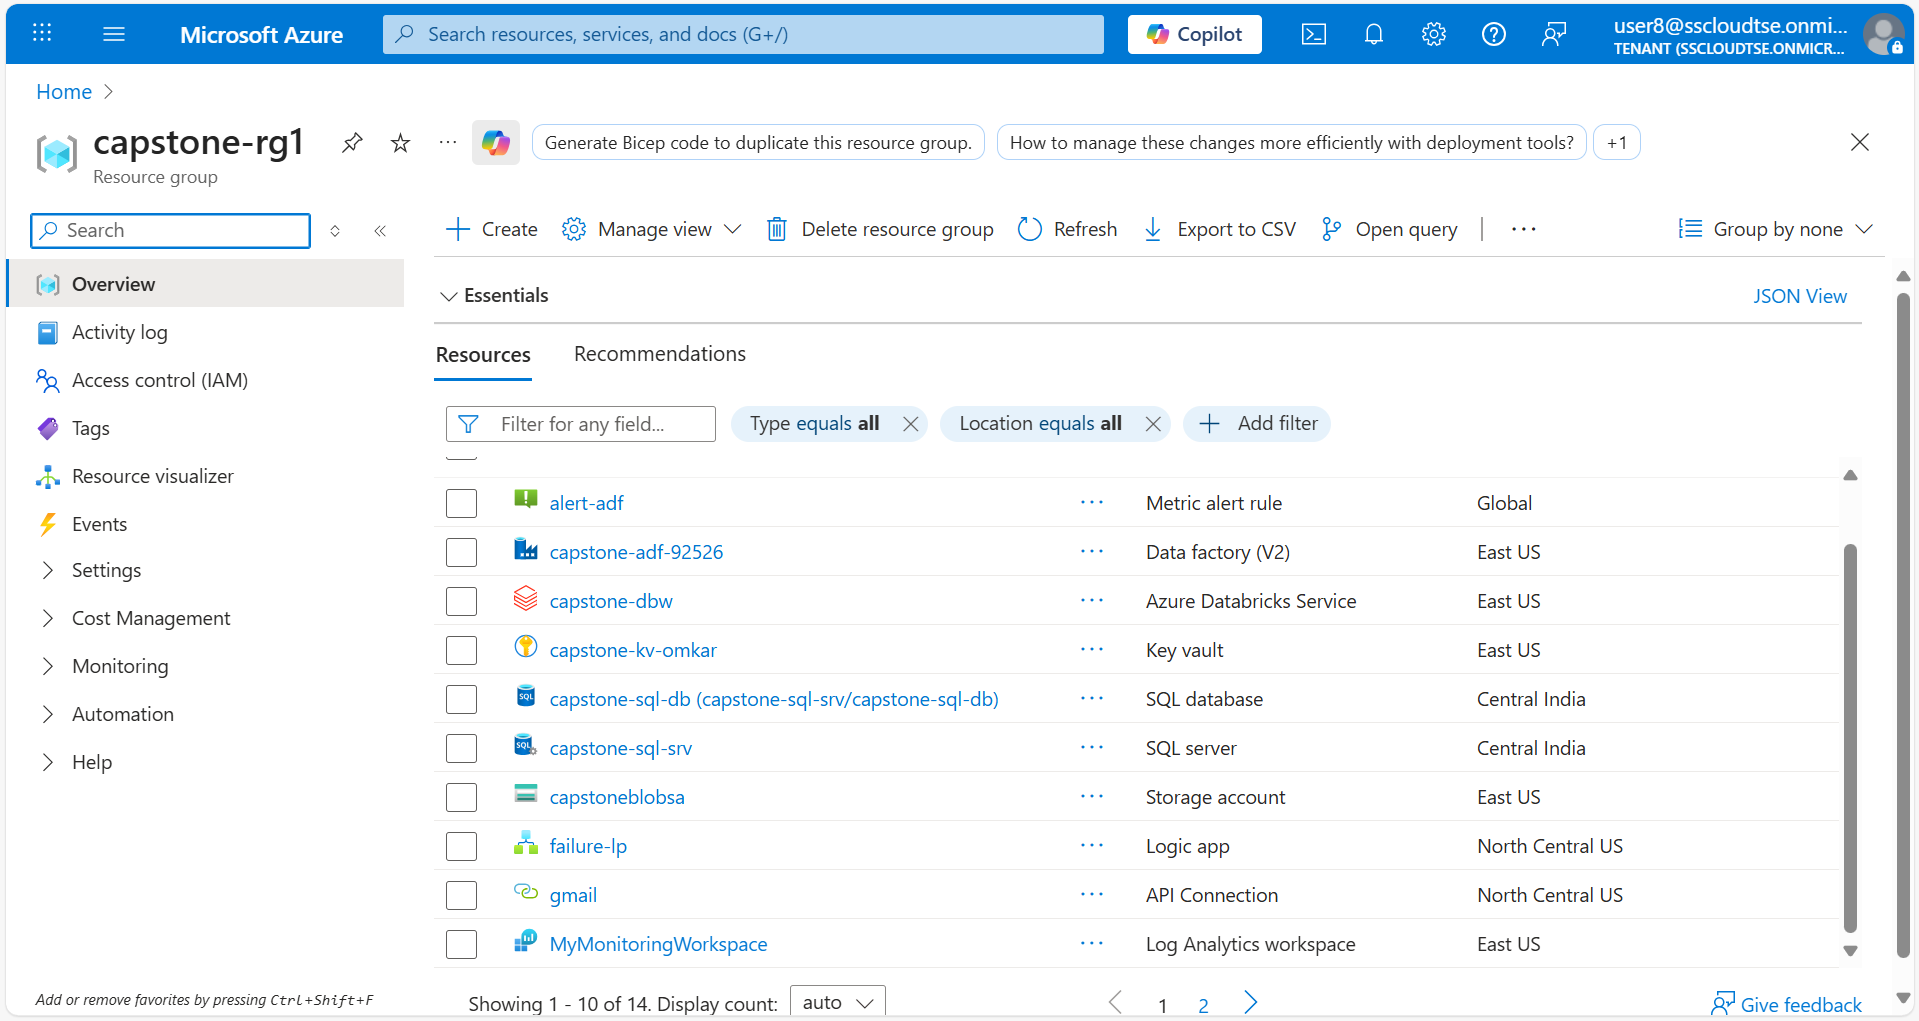 Microsoft Azure
Search resources, services, and docs (G+/)
Copilot
user8@sscloudtse.onmi...
TENANT (SSCLOUDTSE.ONMICR...
Home
capstone-rg1
Resource group
Generate Bicep code to duplicate this resource group.
How to manage these changes more efficiently with deployment tools?
+1
Search
Create
Manage view
Delete resource group
Refresh
Export to CSV
Open query
Group by none
Overview
Activity log
Access control (IAM)
Tags
Resource visualizer
Events
Settings
Cost Management
Monitoring
Automation
Help
Add or remove favorites by pressing Ctrl+Shift+F
Essentials
JSON View
Resources
Recommendations
Filter for any field...
Type equals all
Location equals all
Add filter
alert-adf ... Metric alert rule Global
capstone-adf-92526 ... Data factory (V2) East US
capstone-dbw ... Azure Databricks Service East US
capstone-kv-omkar ... Key vault East US
capstone-sql-db (capstone-sql-srv/capstone-sql-db) ... SQL database Central India
capstone-sql-srv ... SQL server Central India
capstoneblobsa ... Storage account East US
failure-lp ... Logic app North Central US
gmail ... API Connection North Central US
MyMonitoringWorkspace ... Log Analytics workspace East US
Showing 1 - 10 of 14. Display count: auto
1 2
Give feedback